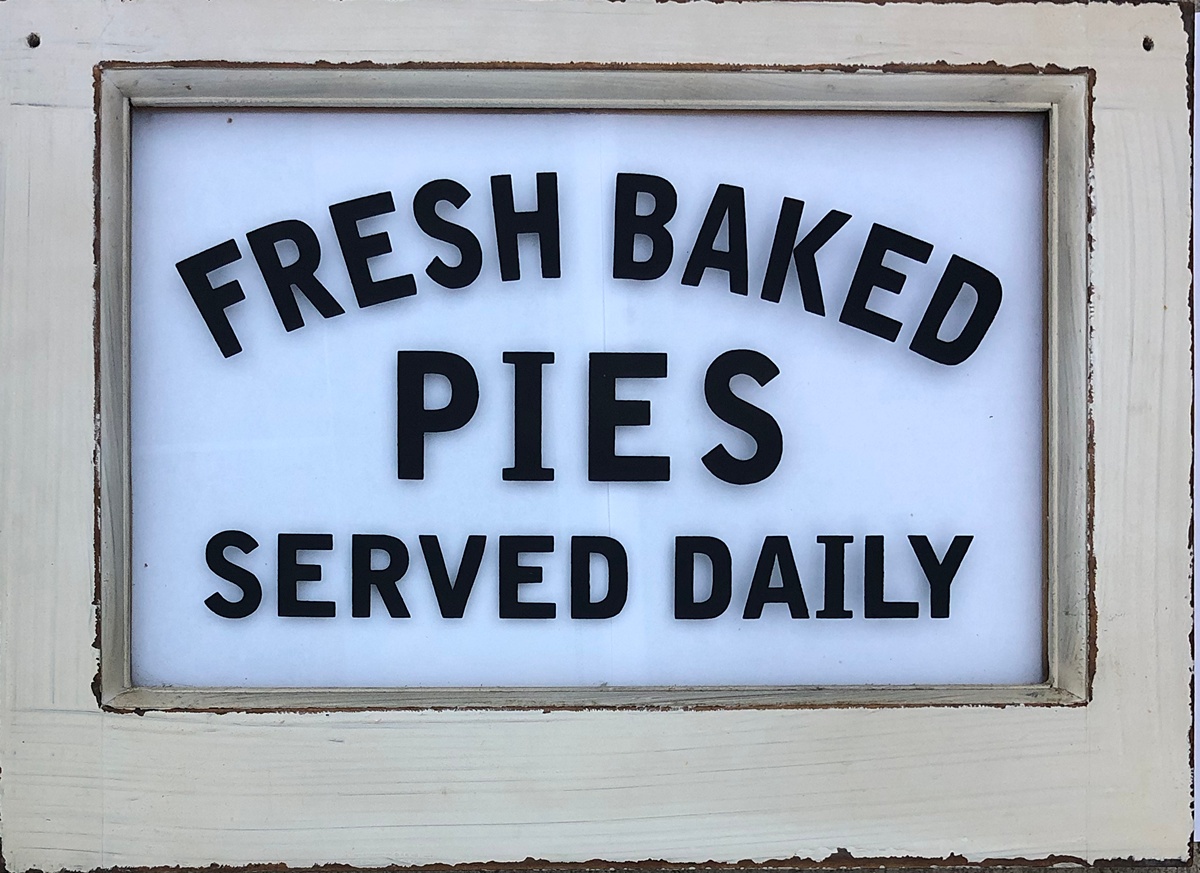 FRESH BAKED
PIES
SERVED DAILY